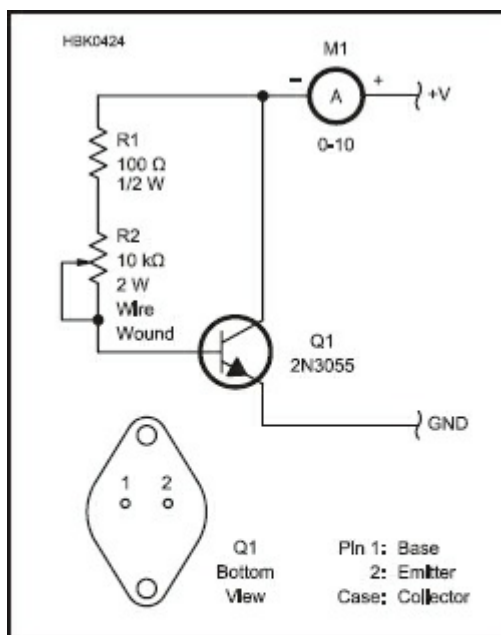 HBK0424
M1
− +
A
+V
0-10
R1
100 Ω
1/2 W
R2
10 kΩ
2 W
Wire
Wound
Q1
2N3055
GND
1 2
Q1
Bottom
View
Pin 1: Base
2: Emitter
Case: Collector